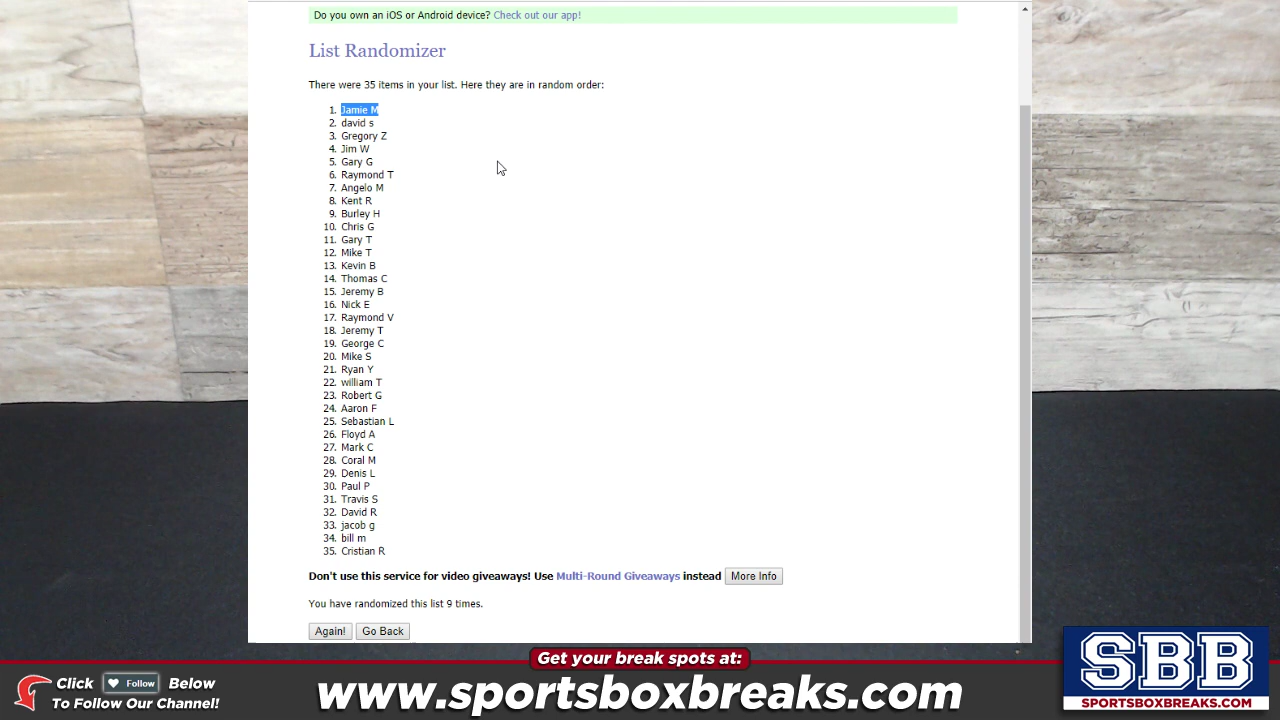 Do you own an iOS or Android device? Check out our app!
List Randomizer
There were 35 items in your list. Here they are in random order:
1. Jamie M
2. david s
3. Gregory Z
4. Jim W
5. Gary G
6. Raymond T
7. Angelo M
8. Kent R
9. Burley H
10. Chris G
11. Gary T
12. Mike T
13. Kevin B
14. Thomas C
15. Jeremy B
16. Nick E
17. Raymond V
18. Jeremy T
19. George C
20. Mike S
21. Ryan Y
22. william T
23. Robert G
24. Aaron F
25. Sebastian L
26. Floyd A
27. Mark C
28. Coral M
29. Denis L
30. Paul P
31. Travis S
32. David R
33. jacob g
34. bill m
35. Cristian R
Don't use this service for video giveaways! Use Multi-Round Giveaways instead More Info
You have randomized this list 9 times.
Again! Go Back
Get your break spots at:
Click Follow Below
To Follow Our Channel!
www.sportsboxbreaks.com
SBB
SPORTSBOXBREAKS.COM